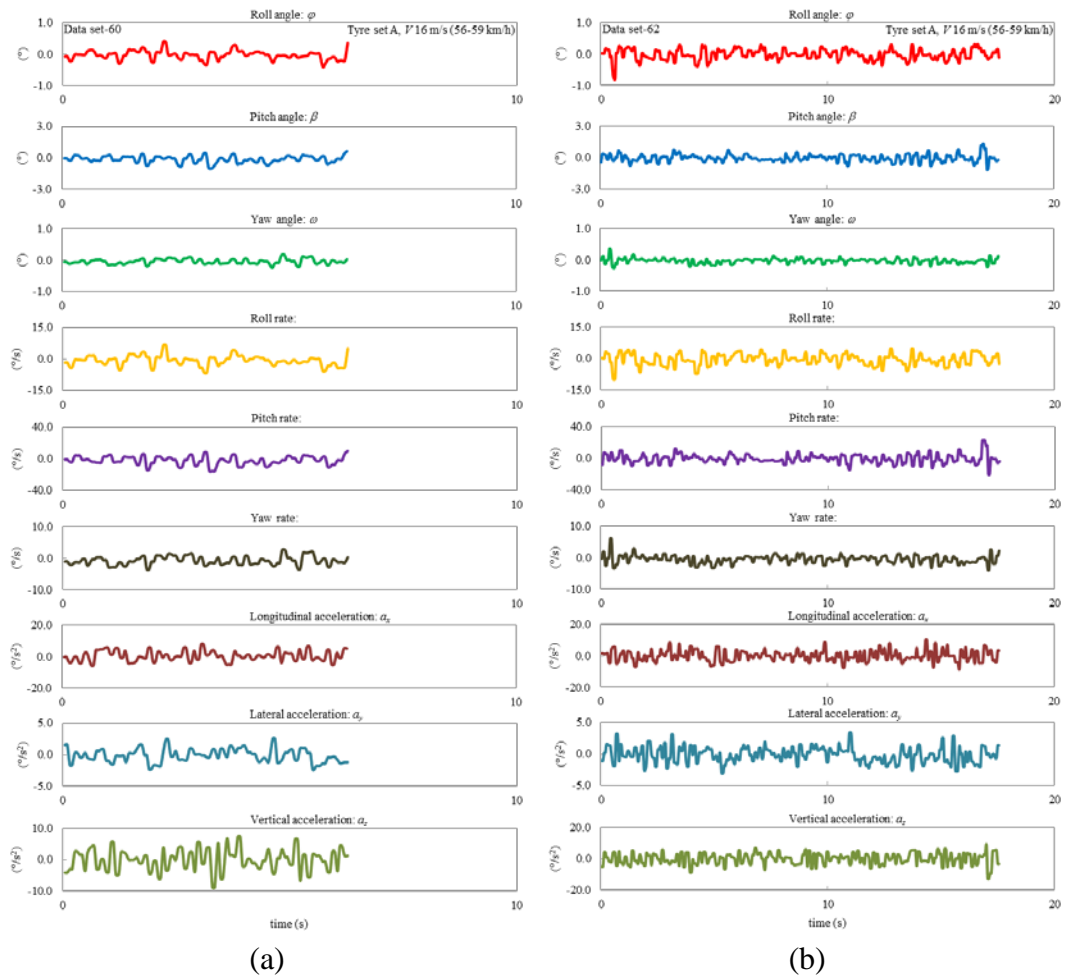 Roll angle: φ
Data set-60 Tyre set A, V 16 m/s (56-59 km/h)
1.0
0.0
-1.0
(°)
0 10
Pitch angle: β
3.0
0.0
-3.0
(°)
0 10
Yaw angle: ω
1.0
0.0
-1.0
(°)
0 10
Roll rate:
15.0
0.0
-15.0
(°/s)
0 10
Pitch rate:
40.0
0.0
-40.0
(°/s)
0 10
Yaw rate:
10.0
0.0
-10.0
(°/s)
0 10
Longitudinal acceleration: aₓ
20.0
0.0
-20.0
(°/s²)
0 10
Lateral acceleration: a_y
5.0
0.0
-5.0
(°/s²)
0 10
Vertical acceleration: a_z
10.0
0.0
-10.0
(°/s²)
0 10
time (s)
(a)
Roll angle: φ
Data set-62 Tyre set A, V 16 m/s (56-59 km/h)
1.0
0.0
-1.0
(°)
0 10 20
Pitch angle: β
3.0
0.0
-3.0
(°)
0 10 20
Yaw angle: ω
1.0
0.0
-1.0
(°)
0 10 20
Roll rate:
15.0
0.0
-15.0
(°/s)
0 10 20
Pitch rate:
40.0
0.0
-40.0
(°/s)
0 10 20
Yaw rate:
10.0
0.0
-10.0
(°/s)
0 10 20
Longitudinal acceleration: aₓ
20.0
0.0
-20.0
(°/s²)
0 10 20
Lateral acceleration: a_y
5.0
0.0
-5.0
(°/s²)
0 10 20
Vertical acceleration: a_z
20.0
0.0
-20.0
(°/s²)
0 10 20
time (s)
(b)